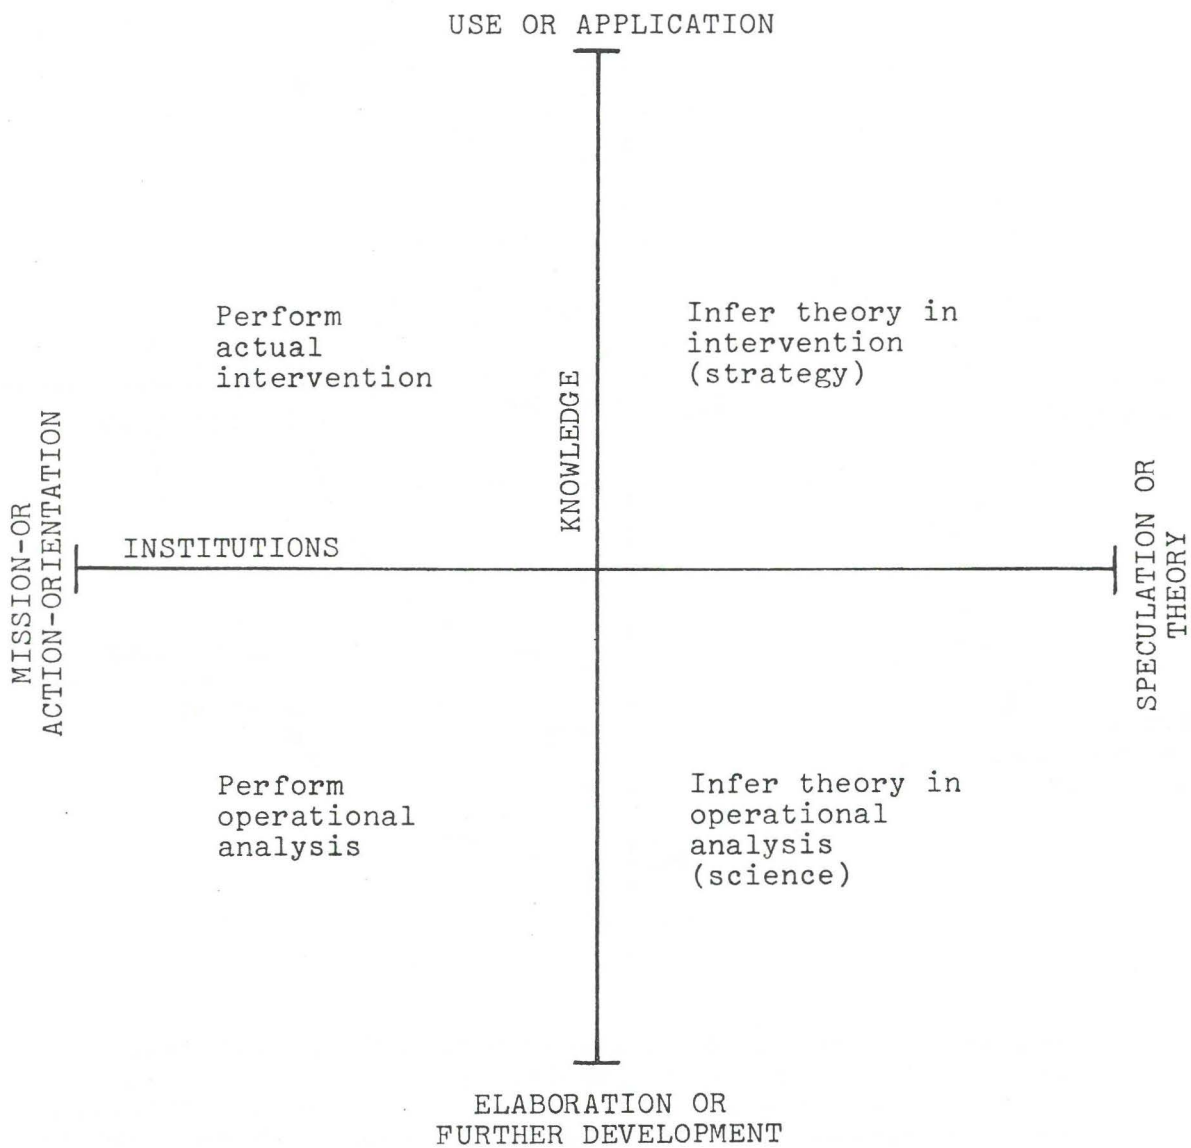 USE OR APPLICATION
Perform
actual
intervention
Infer theory in
intervention
(strategy)
KNOWLEDGE
MISSION-OR
ACTION-ORIENTATION
INSTITUTIONS
SPECULATION OR
THEORY
Perform
operational
analysis
Infer theory in
operational
analysis
(science)
ELABORATION OR
FURTHER DEVELOPMENT